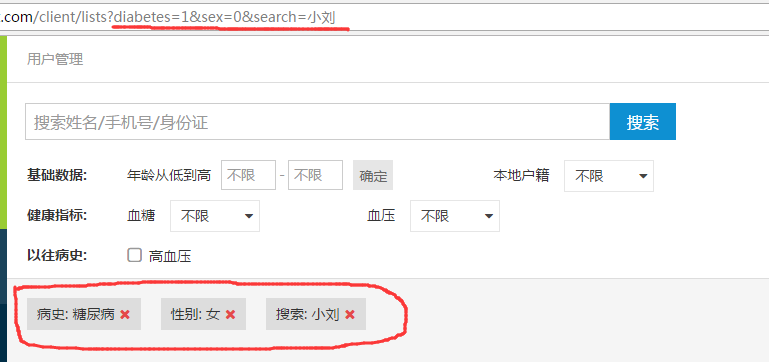 t.com/client/lists?diabetes=1&sex=0&search=小刘
用户管理
搜索姓名/手机号/身份证 搜索
基础数据: 年龄从低到高 不限 - 不限 确定 本地户籍 不限
健康指标: 血糖 不限 血压 不限
以往病史: 高血压
病史: 糖尿病 × 性别: 女 × 搜索: 小刘 ×